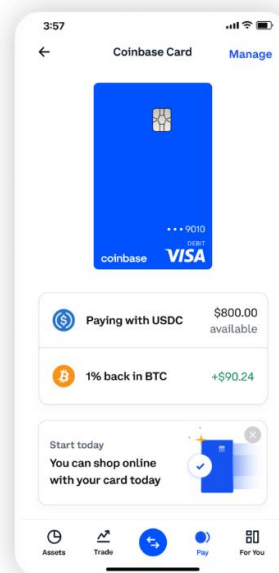 3:57
Coinbase Card
Manage
•••9010
DEBIT
coinbase VISA
Paying with USDC
$800.00
available
1% back in BTC
+$90.24
Start today
You can shop online
with your card today
Assets
Trade
Pay
For You